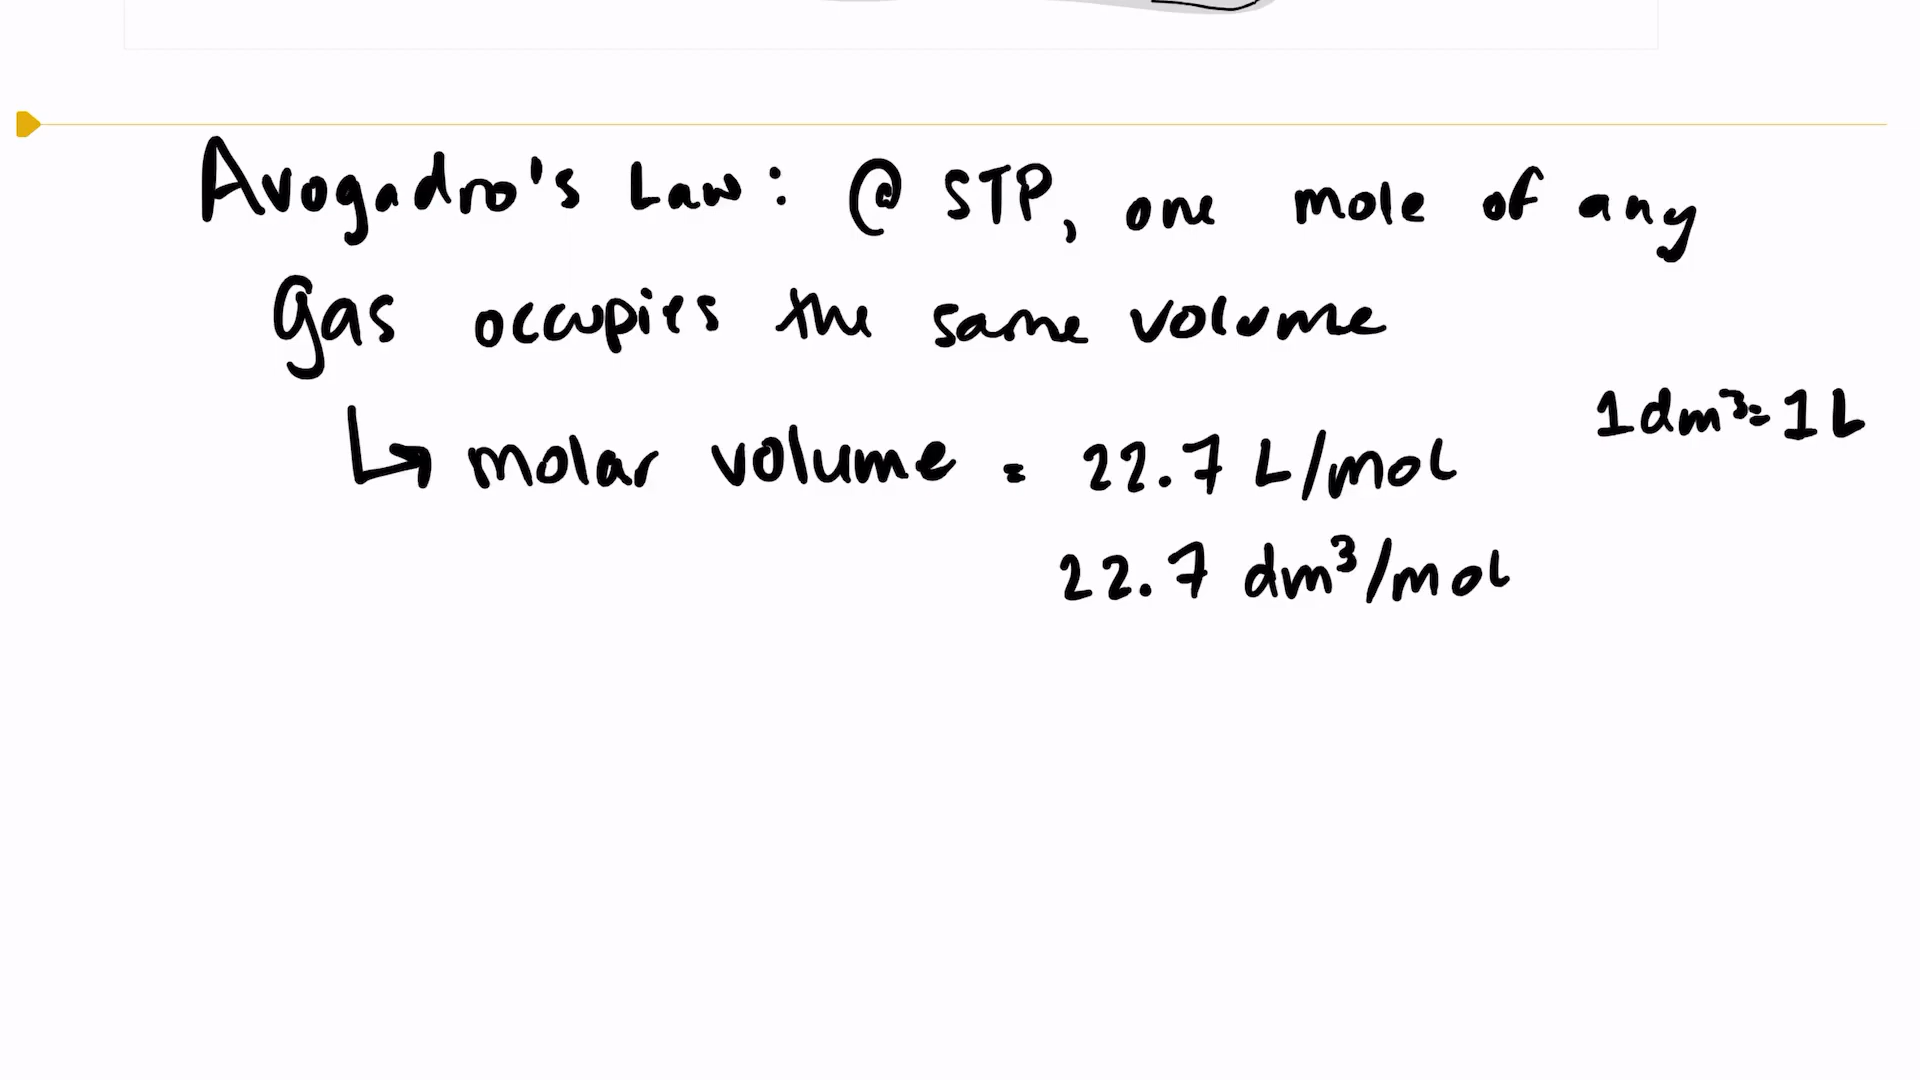 Avogadro's Law: @ STP, one mole of any
gas occupies the same volume
↳ molar volume = 22.7 L/mol
1dm³=1L
22.7 dm³/mol